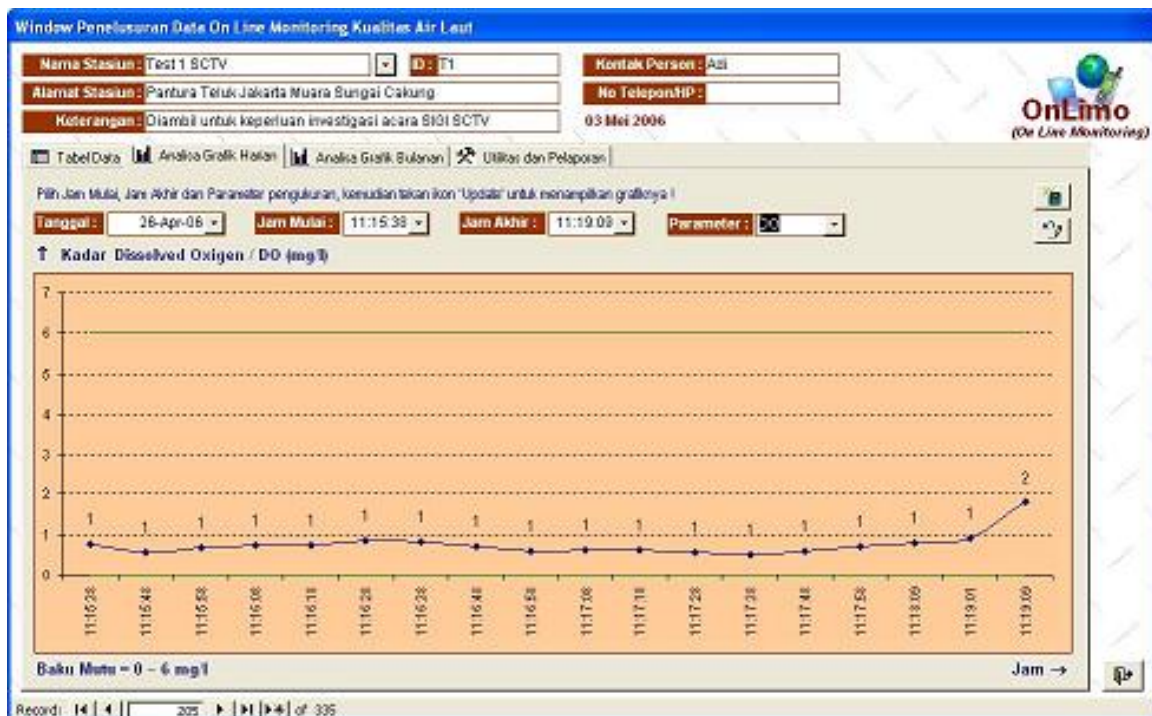 Window Penelusuran Data On Line Monitoring Kualitas Air Laut
Nama Stasiun : Test 1 SCTV ID : T1 Kontak Person : Asli
Alamat Stasiun : Pantura Teluk Jakarta Muara Sungai Cakung No Telepon/HP :
Keterangan : Diambil untuk keperluan investigasi acara SIGI SCTV 03 Mei 2006
OnLimo
(On Line Monitoring)
Tabel Data Analisa Grafik Harian Analisa Grafik Bulanan Utilitas dan Pelaporan
Pilih Jam Mulai, Jam Akhir dan Parameter pengukuran, kemudian tekan ikon "Update" untuk menampilkan grafiknya !
Tanggal : 26-Apr-06 Jam Mulai : 11:15:38 Jam Akhir : 11:19:09 Parameter : DO
↑ Kadar Dissolved Oxigen / DO (mg/l)
7
6
5
4
3
2
1
0
1 1 1 1 1 1 1 1 1 1 1 1 1 1 1 1 1 2
11:15:28 11:15:48 11:15:58 11:16:08 11:16:18 11:16:28 11:16:38 11:16:48 11:16:58 11:17:08 11:17:18 11:17:28 11:17:38 11:17:48 11:17:58 11:18:09 11:19:01 11:19:09
Baku Mutu = 0 - 6 mg/l Jam →
Record: 205 of 335